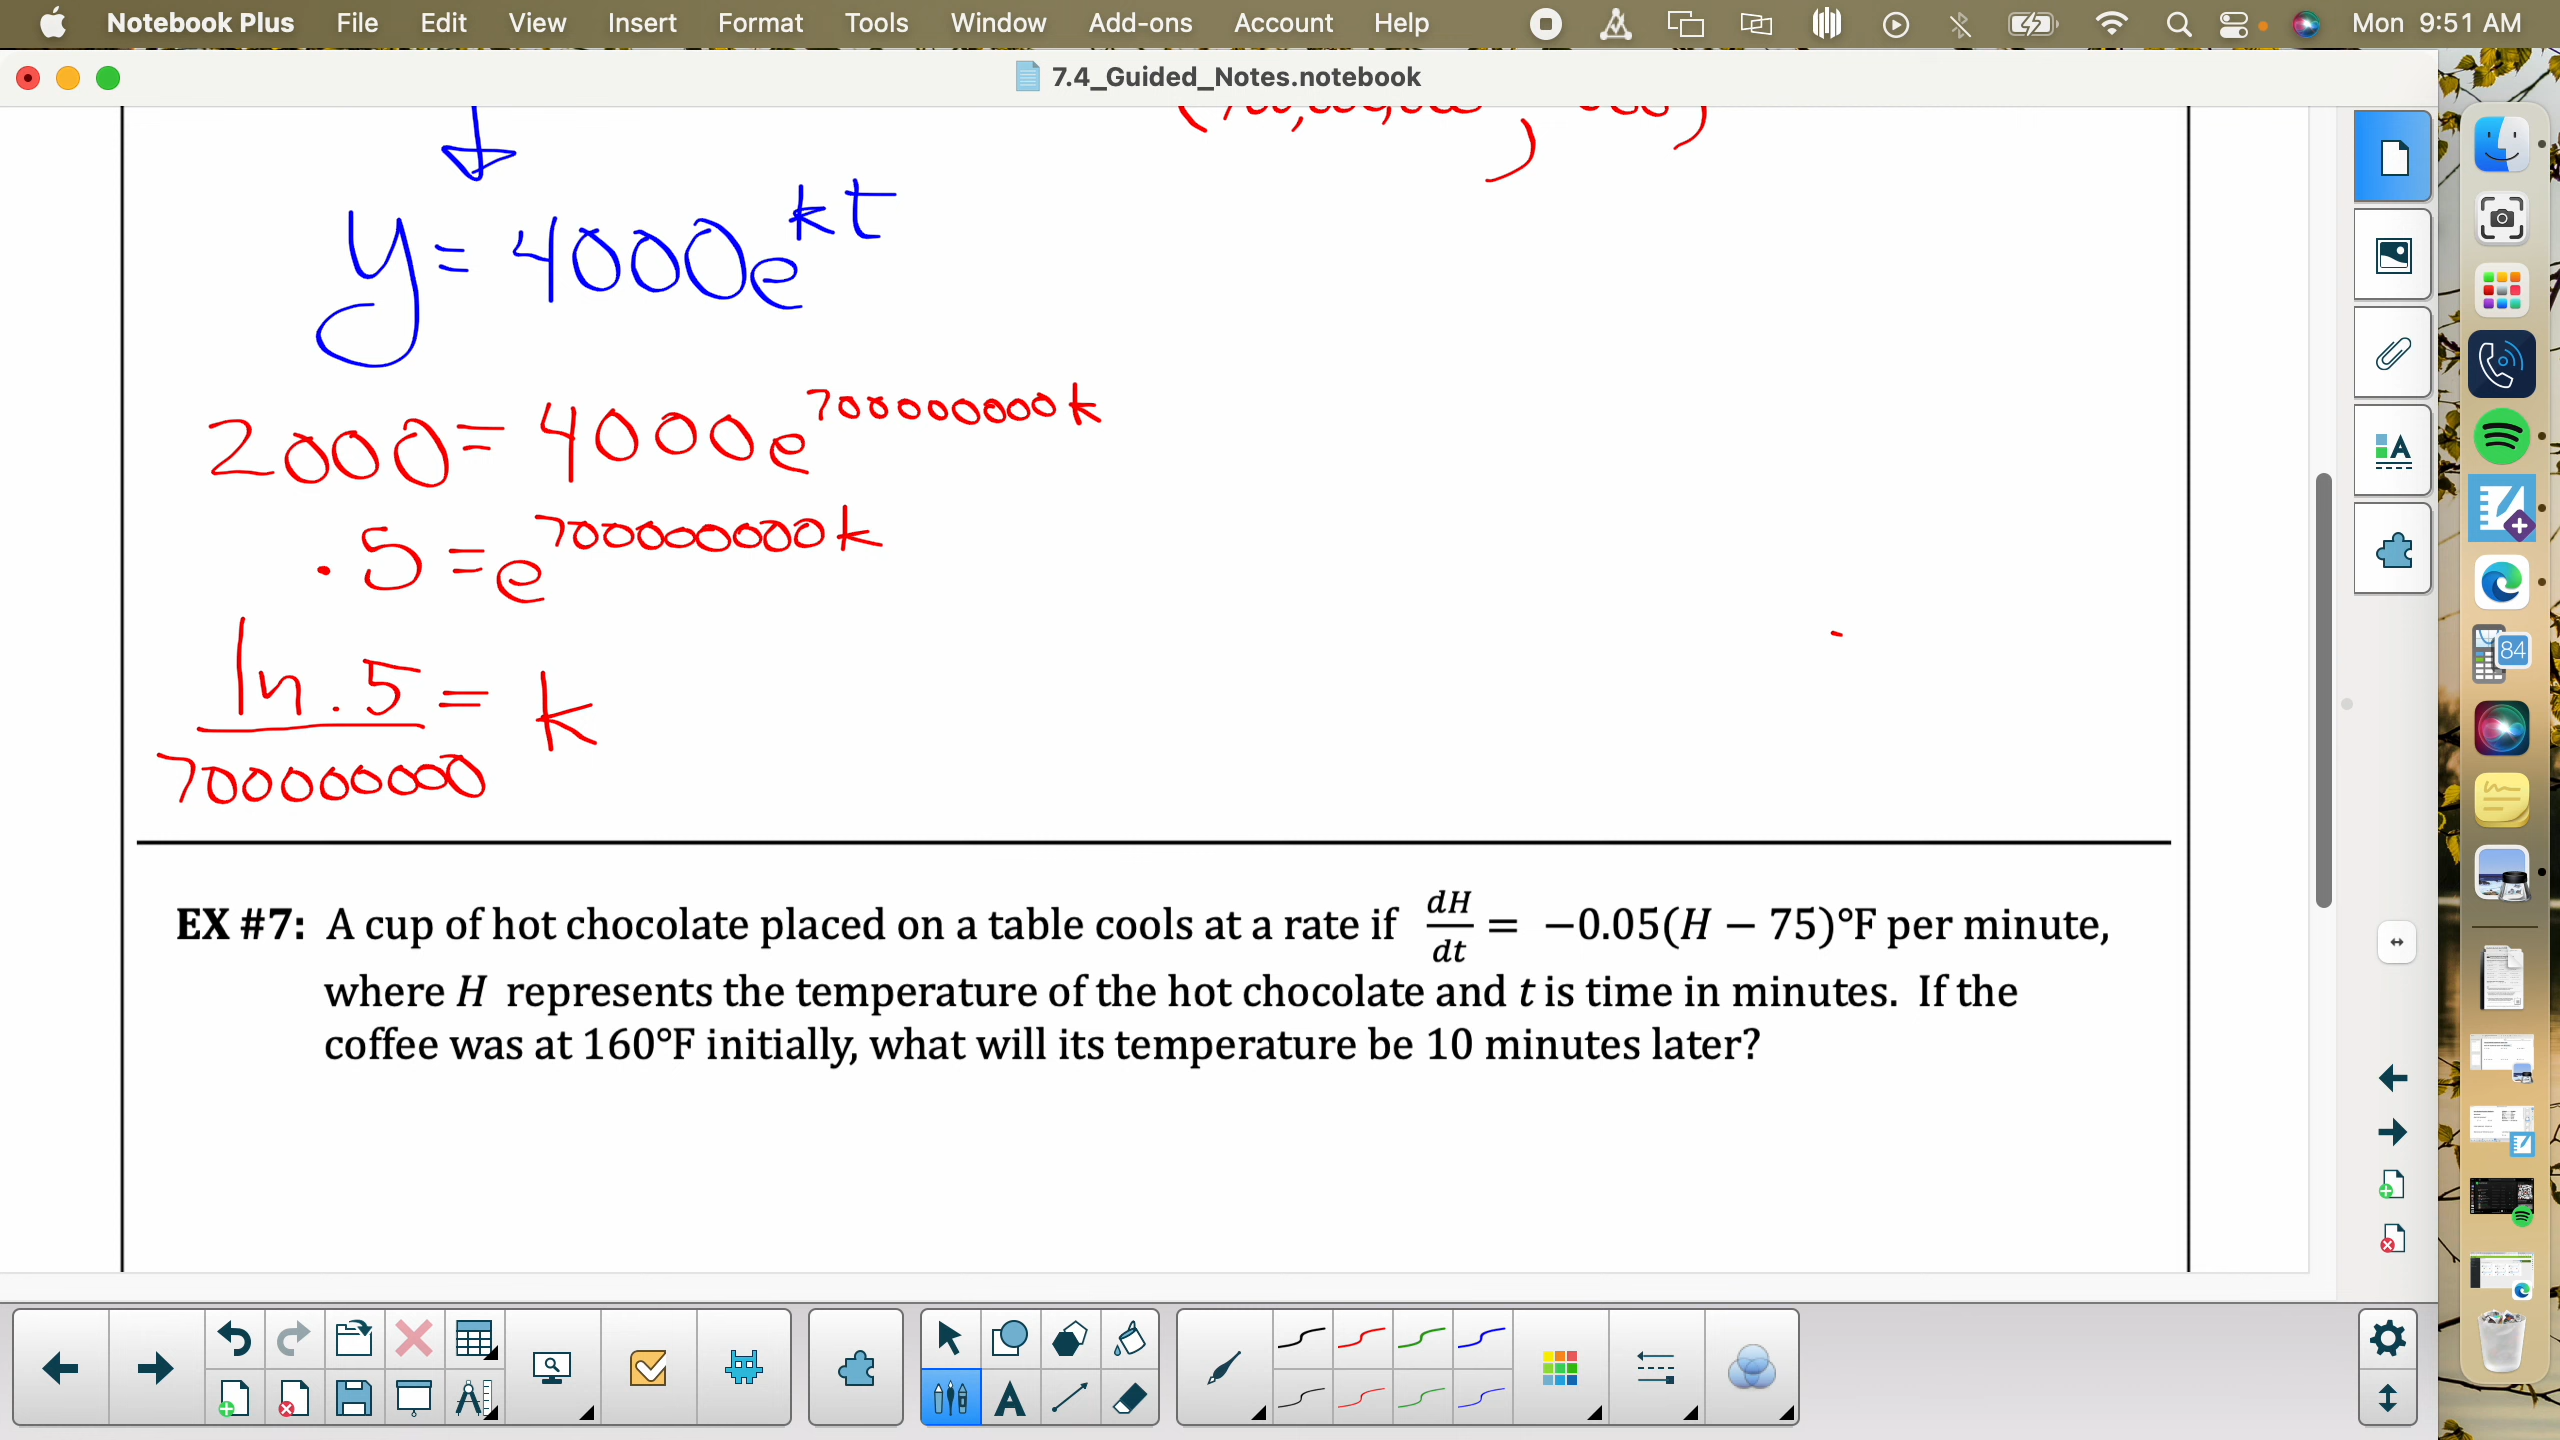 Notebook Plus File Edit View Insert Format Tools Window Add-ons Account Help Mon 9:51 AM
7.4_Guided_Notes.notebook
y = 4000e^kt
2000 = 4000e^700000000k
.5 = e^700000000k
ln .5 = k
700000000
EX #7: A cup of hot chocolate placed on a table cools at a rate if dH/dt = −0.05(H − 75)°F per minute,
where H represents the temperature of the hot chocolate and t is time in minutes. If the
coffee was at 160°F initially, what will its temperature be 10 minutes later?
84